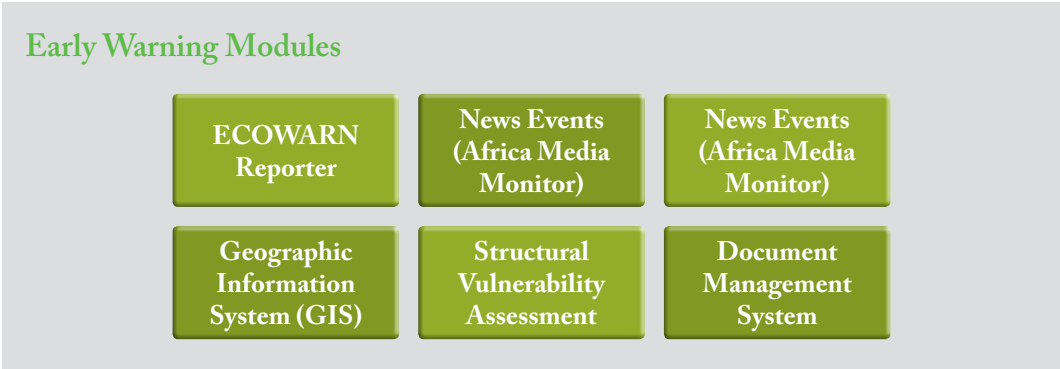 Early Warning Modules
ECOWARN
Reporter
News Events
(Africa Media
Monitor)
News Events
(Africa Media
Monitor)
Geographic
Information
System (GIS)
Structural
Vulnerability
Assessment
Document
Management
System